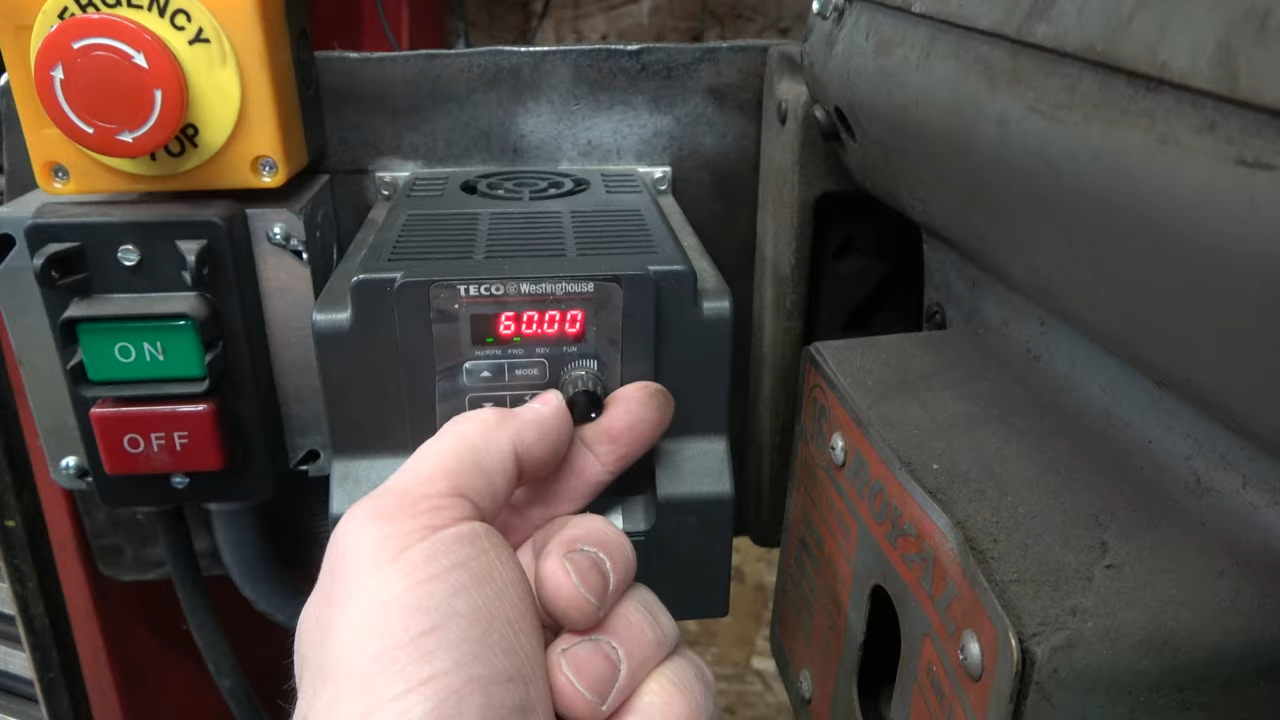 EMERGENCY
STOP
ON
OFF
TECO Westinghouse
60.00
Hz/RPM FWD REV FUN
MODE
ROYAL